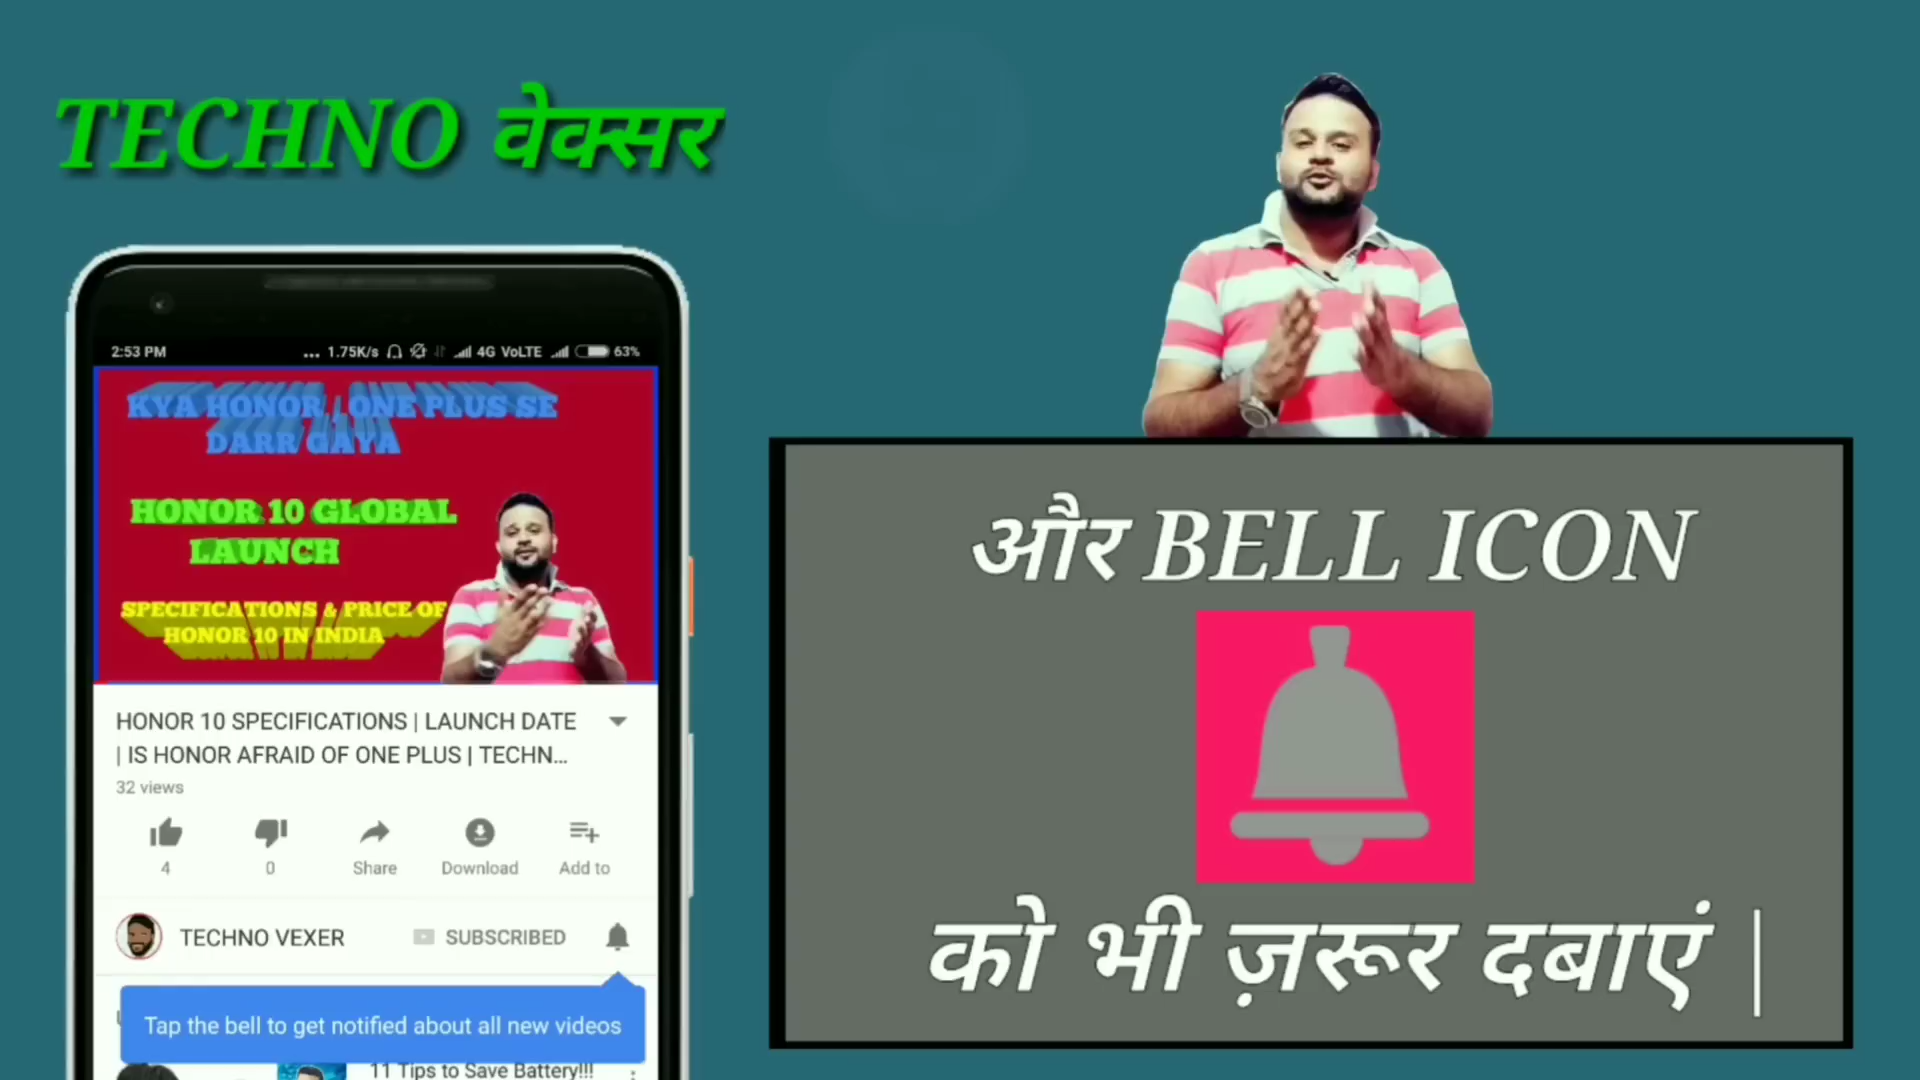 TECHNO वेक्सर
2:53 PM ... 1.75K/s 4G VoLTE 63%
KYA HONOR , ONE PLUS SE
DARR GAYA
HONOR 10 GLOBAL
LAUNCH
SPECIFICATIONS & PRICE OF
HONOR 10 IN INDIA
HONOR 10 SPECIFICATIONS | LAUNCH DATE
| IS HONOR AFRAID OF ONE PLUS | TECHN...
32 views
4 0 Share Download Add to
TECHNO VEXER SUBSCRIBED
Tap the bell to get notified about all new videos
11 Tips to Save Battery!!!
और BELL ICON
को भी ज़रूर दबाएं |